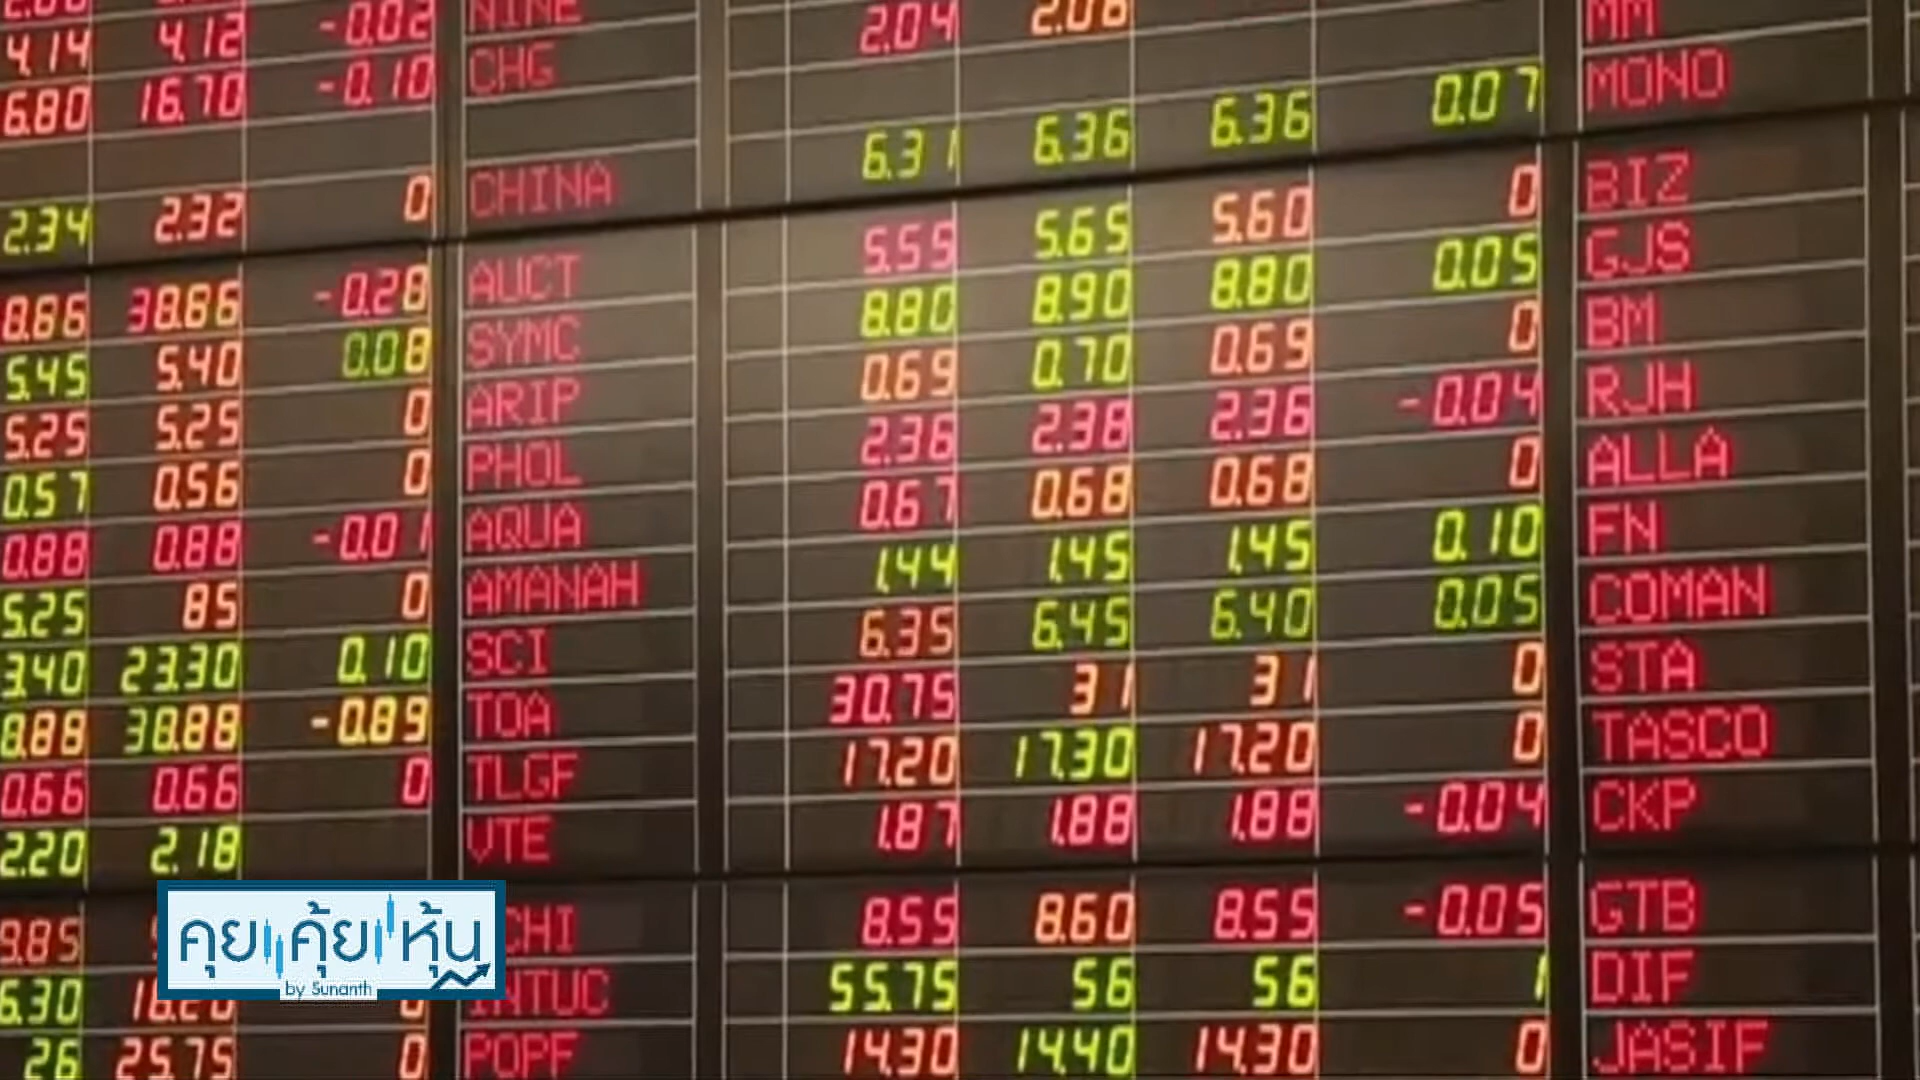 2.04 2.06 MM
4.14 4.12 -0.02 NINE
6.80 16.70 -0.10 CHG 6.31 6.36 6.36 0.07 MONO
2.34 2.32 0 CHINA 5.55 5.65 5.60 0 BIZ
8.86 38.86 -0.28 AUCT 8.80 8.90 8.80 0.05 GJS
5.45 5.40 0.08 SYMC 0.69 0.70 0.69 0 BM
5.25 5.25 0 ARIP 2.36 2.38 2.36 -0.04 RJH
0.57 0.56 0 PHOL 0.67 0.68 0.68 0 ALLA
0.88 0.88 -0.01 AQUA 1.44 1.45 1.45 0.10 FN
5.25 85 0 AMANAH 6.35 6.45 6.40 0.05 COMAN
3.40 23.30 0.10 SCI 30.75 31 31 0 STA
8.88 38.88 -0.89 TOA 17.20 17.30 17.20 0 TASCO
0.66 0.66 0 TLGF 1.87 1.88 1.88 -0.04 CKP
2.20 2.18 VTE
9.85 CHI 8.55 8.60 8.55 -0.05 GTB
6.30 16.20 0 INTUC 55.75 56 56 1 DIF
26 25.75 0 POPF 14.30 14.40 14.30 0 JASIF
คุยคุ้ยหุ้น
by Sunanth